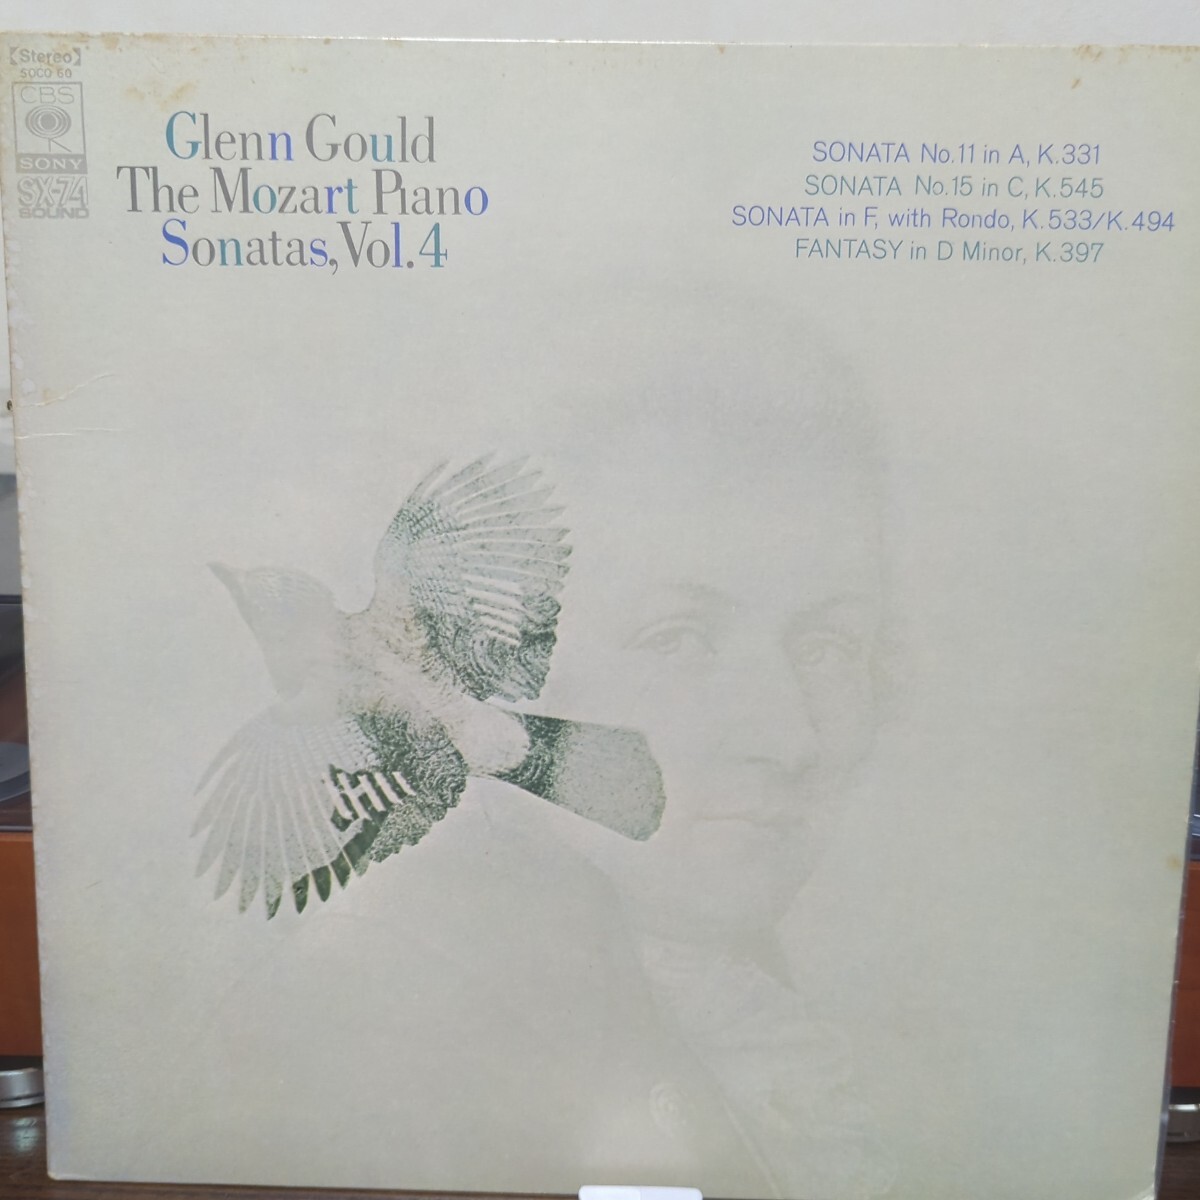 【Stereo】
SOCO 60
CBS
SONY
SX-74
SOUND
Glenn Gould
The Mozart Piano
Sonatas, Vol. 4
SONATA No. 11 in A, K.331
SONATA No. 15 in C, K.545
SONATA in F, with Rondo, K.533/K.494
FANTASY in D Minor, K.397